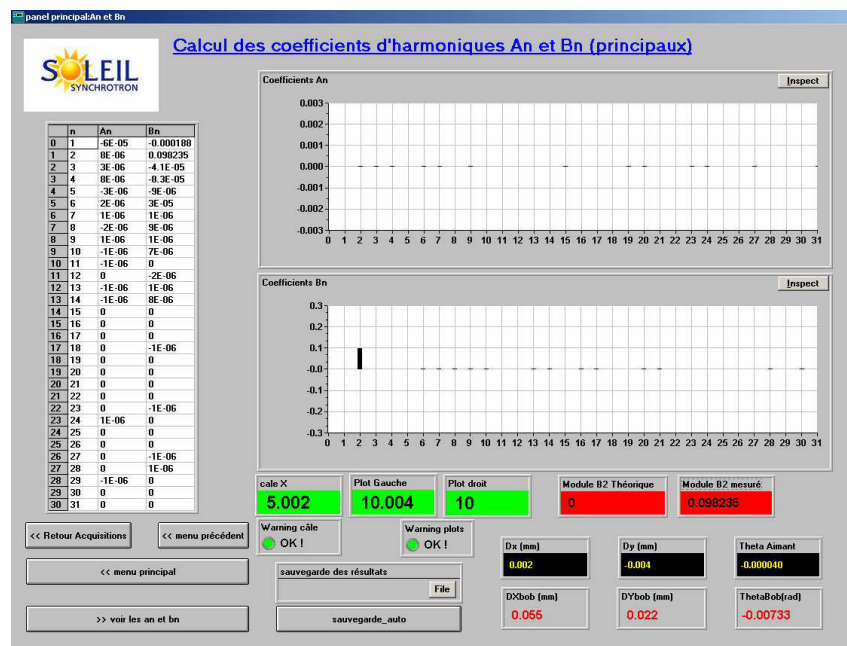 panel principal:An et Bn
Calcul des coefficients d'harmoniques An et Bn (principaux)
SOLEIL
SYNCHROTRON
n An Bn
0 1 -6E-05 -0.000188
1 2 8E-06 0.098235
2 3 3E-06 -4.1E-05
3 4 8E-06 -8.3E-05
4 5 -3E-06 -9E-06
5 6 2E-06 3E-05
6 7 1E-06 1E-06
7 8 -2E-06 9E-06
8 9 1E-06 1E-06
9 10 -1E-06 7E-06
10 11 -1E-06 0
11 12 0 -2E-06
12 13 -1E-06 1E-06
13 14 -1E-06 8E-06
14 15 0 0
15 16 0 0
16 17 0 0
17 18 0 -1E-06
18 19 0 0
19 20 0 0
20 21 0 0
21 22 0 0
22 23 0 -1E-06
23 24 1E-06 0
24 25 0 0
25 26 0 0
26 27 0 -1E-06
27 28 0 1E-06
28 29 -1E-06 0
29 30 0 0
30 31 0 0
Coefficients An
Inspect
0.003
0.002
0.001
0.000
-0.001
-0.002
-0.003
0 1 2 3 4 5 6 7 8 9 10 11 12 13 14 15 16 17 18 19 20 21 22 23 24 25 26 27 28 29 30 31
Coefficients Bn
Inspect
0.3
0.2
0.1
-0.0
-0.1
-0.2
-0.3
0 1 2 3 4 5 6 7 8 9 10 11 12 13 14 15 16 17 18 19 20 21 22 23 24 25 26 27 28 29 30 31
cale X Plot Gauche Plot droit Module B2 Théorique Module B2 mesuré
5.002 10.004 10 0 0.098235
Warning câle Warning plots
OK ! OK !
<< Retour Acquisitions << menu précédent
<< menu principal
>> voir les an et bn
sauvegarde des résultats
File
sauvegarde_auto
Dx (mm) Dy (mm) Theta Aimant
0.002 -0.004 -0.000040
DXbob (mm) DYbob (mm) ThetaBob(rad)
0.055 0.022 -0.00733